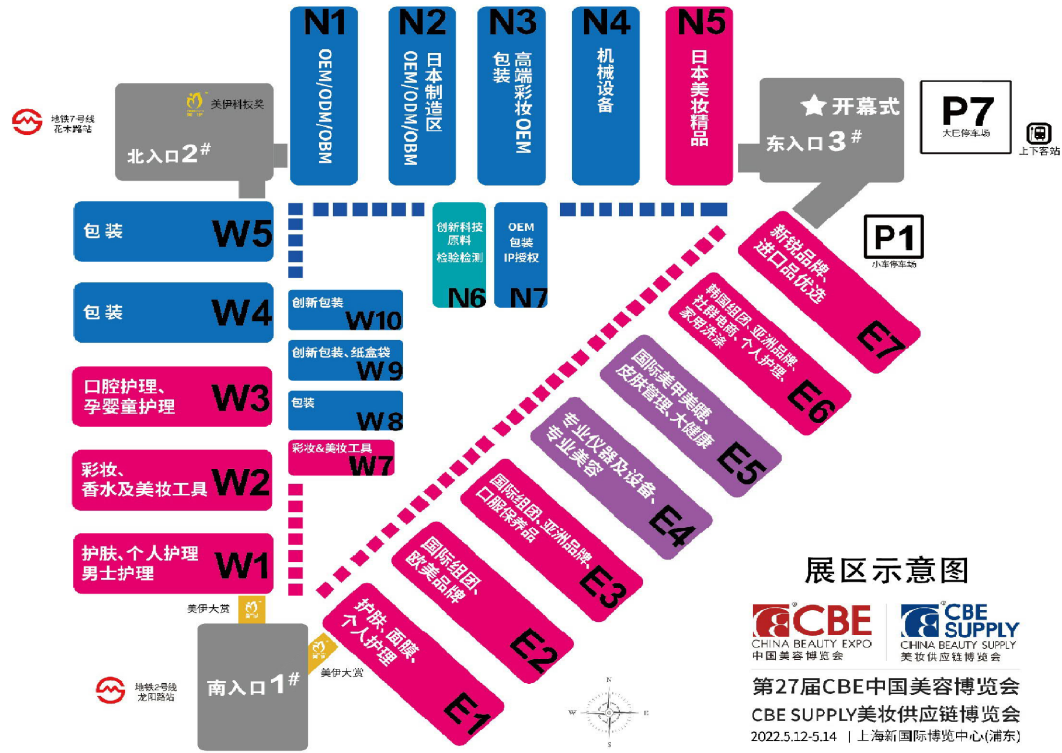 N1
OEM/ODM/OBM
N2
日本制造区
OEM/ODM/OBM
N3
高端彩妆OEM
包装
N4
机械设备
N5
日本美妆精品
地铁7号线
花木路站
美伊科技奖
北入口2#
开幕式
东入口3#
P7
大巴停车场
上下客站
P1
小车停车场
包装
W5
包装
W4
口腔护理、
孕婴童护理
W3
彩妆、
香水及美妆工具
W2
护肤、个人护理
男士护理
W1
创新包装
W10
创新包装、纸盒袋
W9
包装
W8
彩妆&美妆工具
W7
创新科技
原料
检验检测
N6
OEM
包装
IP授权
N7
新锐品牌、
进口品优选
E7
韩国组团、亚洲品牌、
社群电商、个人护理、
家用洗涤
E6
国际美甲美睫、
皮肤管理、大健康
E5
专业仪器及设备、
专业美容
E4
国际组团、亚洲品牌、
口服保养品
E3
国际组团、
欧美品牌
E2
护肤、面膜、
个人护理
E1
美伊大赏
美伊大赏
南入口1#
地铁2号线
龙阳路站
N
W
E
S
展区示意图
CBE
CHINA BEAUTY EXPO
中国美容博览会
CBE
SUPPLY
CHINA BEAUTY SUPPLY
美妆供应链博览会
第27届CBE中国美容博览会
CBE SUPPLY美妆供应链博览会
2022.5.12-5.14 | 上海新国际博览中心(浦东)